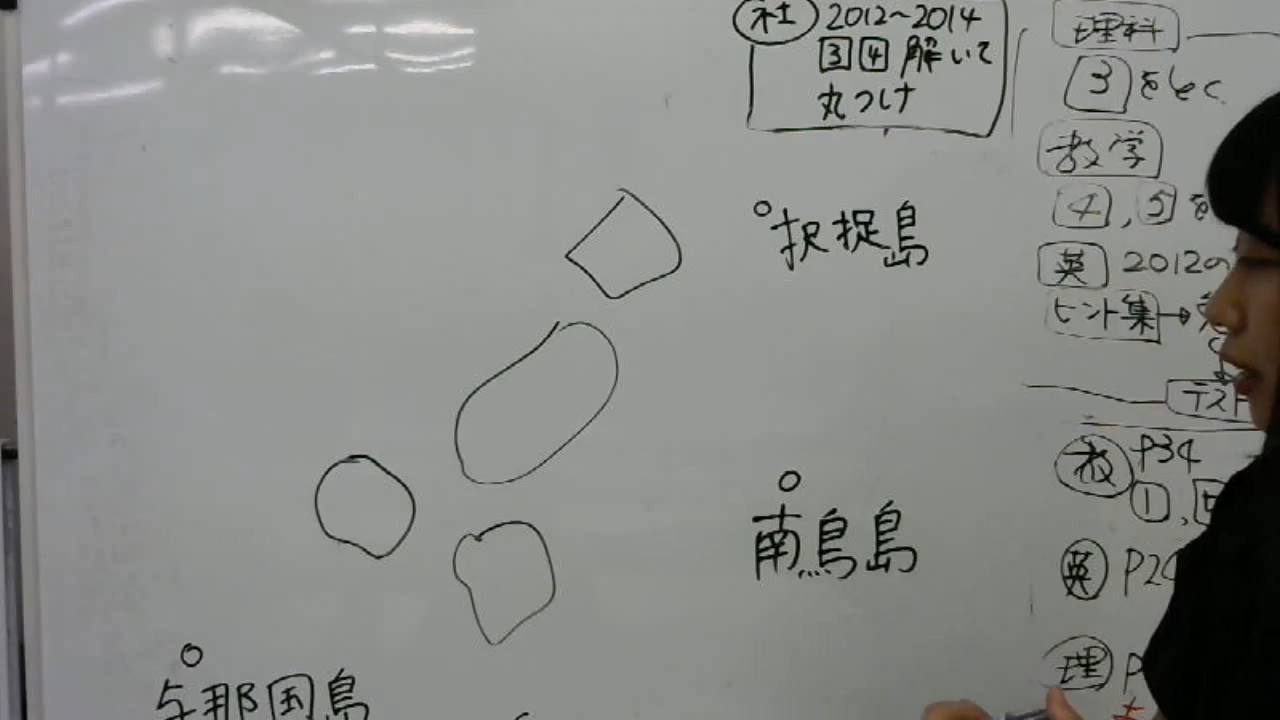 社 2012〜2014
3 4 解いて
丸つけ
択捉島
南鳥島
与那国島
理科
3 をとく
数学
4, 5 を
英 2012の
ヒント集→
テスト
数 P34
1,
英 P2
理 P